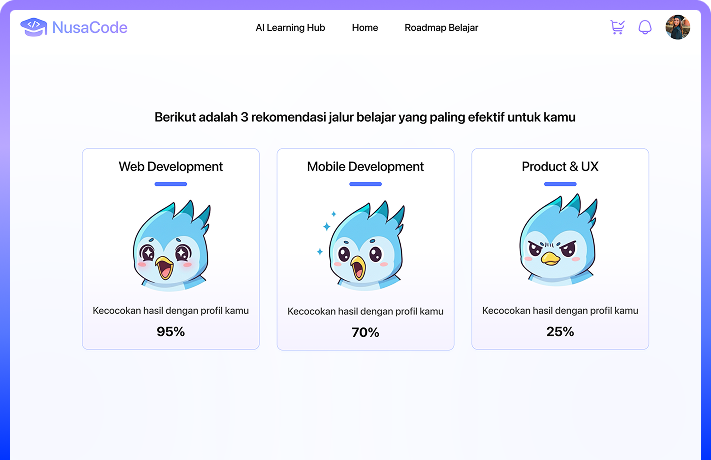 NusaCode
AI Learning Hub
Home
Roadmap Belajar
Berikut adalah 3 rekomendasi jalur belajar yang paling efektif untuk kamu
Web Development
Kecocokan hasil dengan profil kamu
95%
Mobile Development
Kecocokan hasil dengan profil kamu
70%
Product & UX
Kecocokan hasil dengan profil kamu
25%